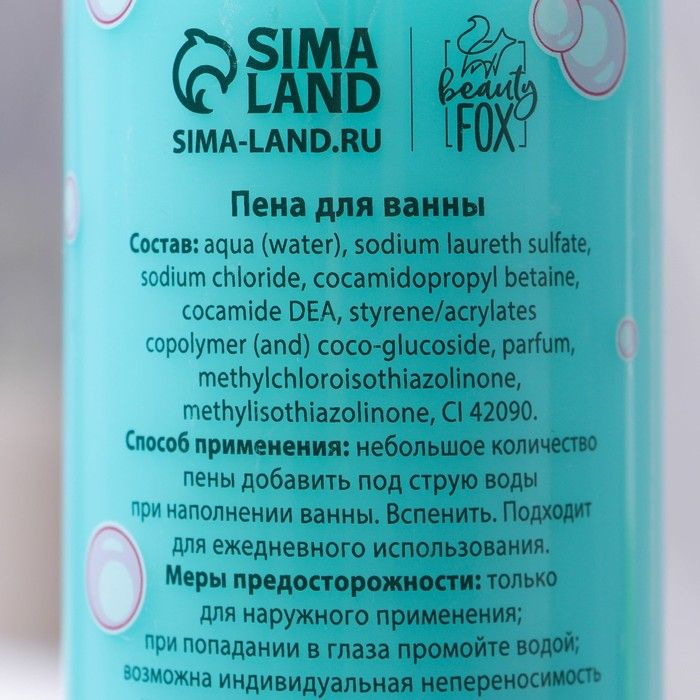 SIMA
LAND
SIMA-LAND.RU
beauty
FOX
Пена для ванны
Состав: aqua (water), sodium laureth sulfate,
sodium chloride, cocamidopropyl betaine,
cocamide DEA, styrene/acrylates
copolymer (and) coco-glucoside, parfum,
methylchloroisothiazolinone,
methylisothiazolinone, CI 42090.
Способ применения: небольшое количество
пены добавить под струю воды
при наполнении ванны. Вспенить. Подходит
для ежедневного использования.
Меры предосторожности: только
для наружного применения;
при попадании в глаза промойте водой;
возможна индивидуальная непереносимость